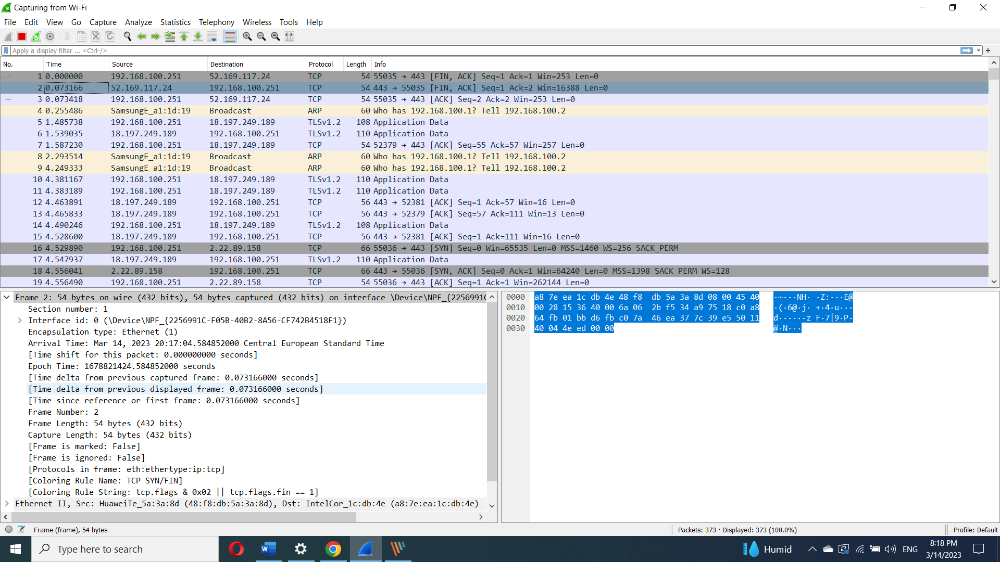 Capturing from Wi-Fi
File Edit View Go Capture Analyze Statistics Telephony Wireless Tools Help
Apply a display filter ... <Ctrl-/>
No. Time Source Destination Protocol Length Info
1 0.000000 192.168.100.251 52.169.117.24 TCP 54 55035 → 443 [FIN, ACK] Seq=1 Ack=1 Win=253 Len=0
2 0.073166 52.169.117.24 192.168.100.251 TCP 54 443 → 55035 [FIN, ACK] Seq=1 Ack=2 Win=16388 Len=0
3 0.073418 192.168.100.251 52.169.117.24 TCP 54 55035 → 443 [ACK] Seq=2 Ack=2 Win=253 Len=0
4 0.255486 SamsungE_a1:1d:19 Broadcast ARP 60 Who has 192.168.100.1? Tell 192.168.100.2
5 1.485738 192.168.100.251 18.197.249.189 TLSv1.2 108 Application Data
6 1.539035 18.197.249.189 192.168.100.251 TLSv1.2 110 Application Data
7 1.587230 192.168.100.251 18.197.249.189 TCP 54 52379 → 443 [ACK] Seq=55 Ack=57 Win=257 Len=0
8 2.293514 SamsungE_a1:1d:19 Broadcast ARP 60 Who has 192.168.100.1? Tell 192.168.100.2
9 4.249333 SamsungE_a1:1d:19 Broadcast ARP 60 Who has 192.168.100.1? Tell 192.168.100.2
10 4.381167 192.168.100.251 18.197.249.189 TLSv1.2 110 Application Data
11 4.383189 192.168.100.251 18.197.249.189 TLSv1.2 110 Application Data
12 4.463891 18.197.249.189 192.168.100.251 TCP 56 443 → 52381 [ACK] Seq=1 Ack=57 Win=16 Len=0
13 4.465833 18.197.249.189 192.168.100.251 TCP 56 443 → 52379 [ACK] Seq=57 Ack=111 Win=13 Len=0
14 4.490246 192.168.100.251 18.197.249.189 TLSv1.2 108 Application Data
15 4.528600 18.197.249.189 192.168.100.251 TCP 56 443 → 52381 [ACK] Seq=1 Ack=111 Win=16 Len=0
16 4.529890 192.168.100.251 2.22.89.158 TCP 66 55036 → 443 [SYN] Seq=0 Win=65535 Len=0 MSS=1460 WS=256 SACK_PERM
17 4.547937 18.197.249.189 192.168.100.251 TLSv1.2 110 Application Data
18 4.556041 2.22.89.158 192.168.100.251 TCP 66 443 → 55036 [SYN, ACK] Seq=0 Ack=1 Win=64240 Len=0 MSS=1398 SACK_PERM WS=128
19 4.556490 192.168.100.251 2.22.89.158 TCP 54 55036 → 443 [ACK] Seq=1 Ack=1 Win=262144 Len=0
Frame 2: 54 bytes on wire (432 bits), 54 bytes captured (432 bits) on interface \Device\NPF_{2256991C
Section number: 1
Interface id: 0 (\Device\NPF_{2256991C-F05B-40B2-8A56-CF742B4518F1})
Encapsulation type: Ethernet (1)
Arrival Time: Mar 14, 2023 20:17:04.584852000 Central European Standard Time
[Time shift for this packet: 0.000000000 seconds]
Epoch Time: 1678821424.584852000 seconds
[Time delta from previous captured frame: 0.073166000 seconds]
[Time delta from previous displayed frame: 0.073166000 seconds]
[Time since reference or first frame: 0.073166000 seconds]
Frame Number: 2
Frame Length: 54 bytes (432 bits)
Capture Length: 54 bytes (432 bits)
[Frame is marked: False]
[Frame is ignored: False]
[Protocols in frame: eth:ethertype:ip:tcp]
[Coloring Rule Name: TCP SYN/FIN]
[Coloring Rule String: tcp.flags & 0x02 || tcp.flags.fin == 1]
Ethernet II, Src: HuaweiTe_5a:3a:8d (48:f8:db:5a:3a:8d), Dst: IntelCor_1c:db:4e (a8:7e:ea:1c:db:4e)
0000 a8 7e ea 1c db 4e 48 f8 db 5a 3a 8d 08 00 45 40 ·~···NH· ·Z:···E@
0010 00 28 15 36 40 00 6a 06 2b f5 34 a9 75 18 c0 a8 ·(·6@·j· +·4·u···
0020 64 fb 01 bb d6 fb c0 7a 46 ea 37 7c 39 e5 50 11 d······z F·7|9·P·
0030 40 04 4e ed 00 00 @·N···
Frame (frame), 54 bytes
Packets: 373 · Displayed: 373 (100.0%)
Profile: Default
Type here to search
Humid
ENG
8:18 PM
3/14/2023